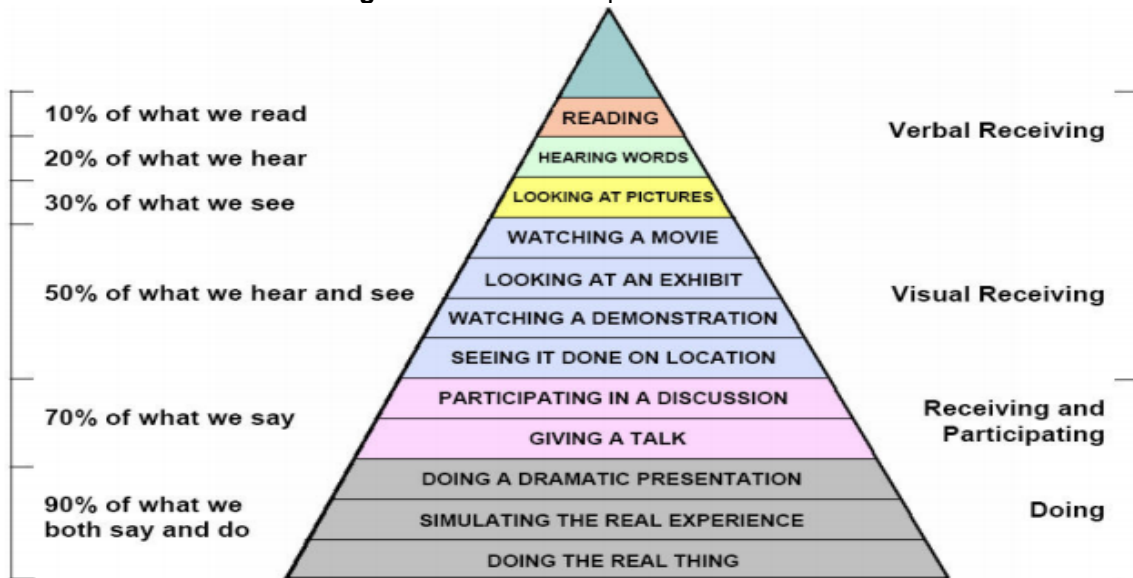 10% of what we read
20% of what we hear
30% of what we see
50% of what we hear and see
70% of what we say
90% of what we
both say and do
READING
HEARING WORDS
LOOKING AT PICTURES
WATCHING A MOVIE
LOOKING AT AN EXHIBIT
WATCHING A DEMONSTRATION
SEEING IT DONE ON LOCATION
PARTICIPATING IN A DISCUSSION
GIVING A TALK
DOING A DRAMATIC PRESENTATION
SIMULATING THE REAL EXPERIENCE
DOING THE REAL THING
Verbal Receiving
Visual Receiving
Receiving and
Participating
Doing